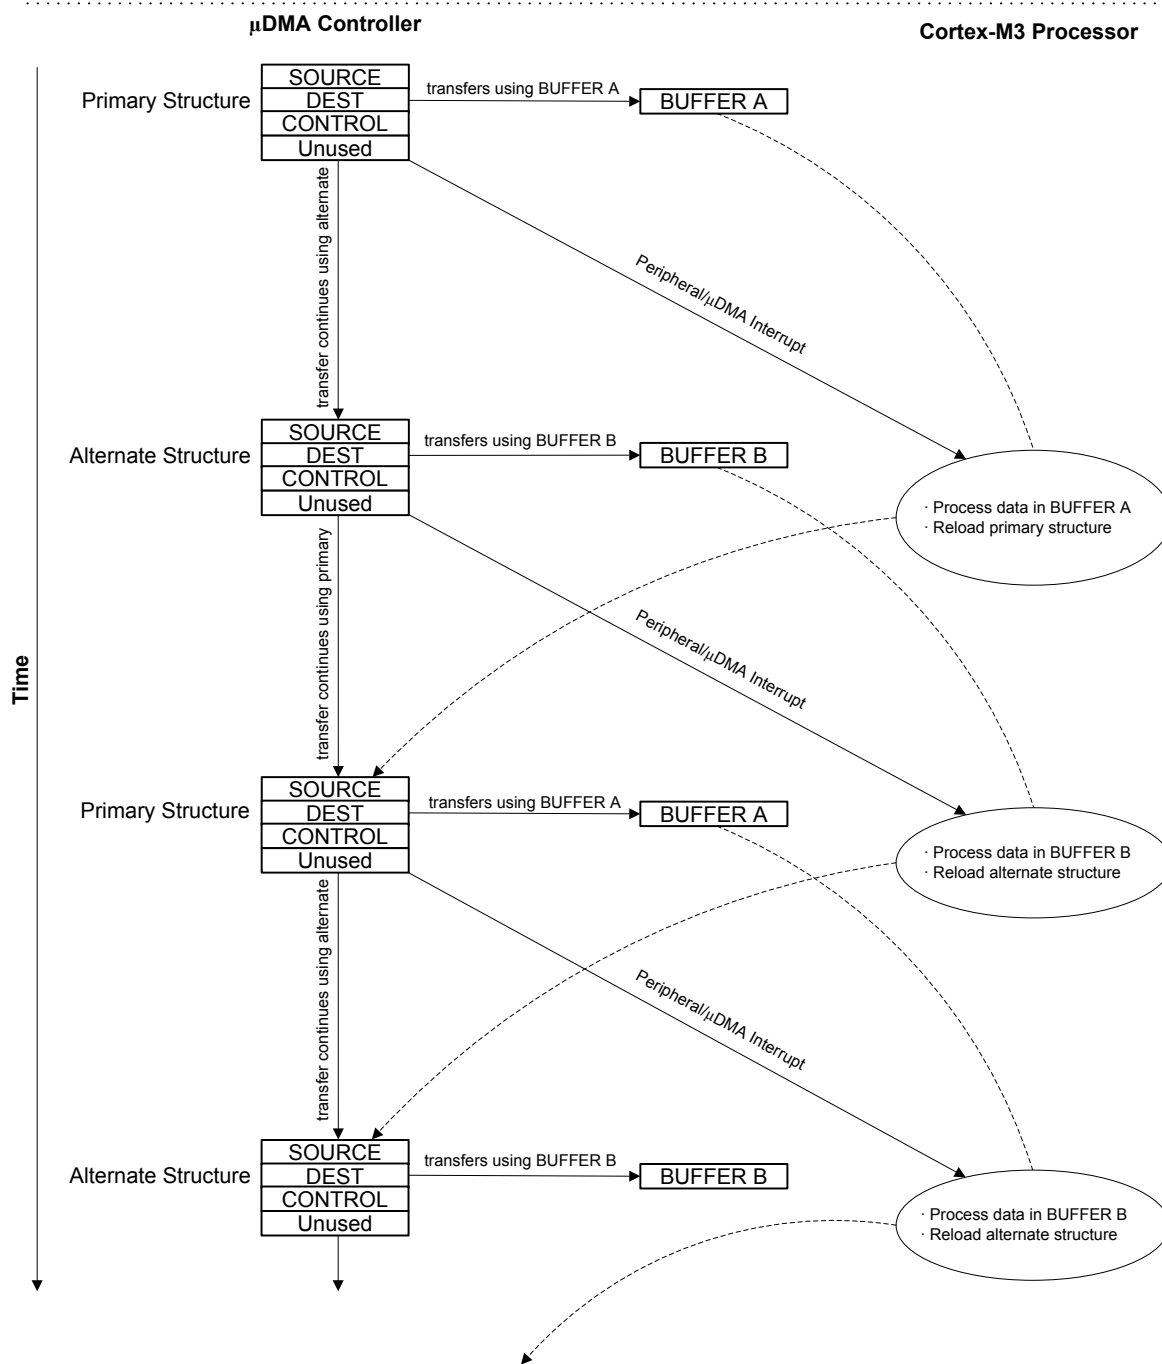 µDMA Controller
Cortex-M3 Processor
SOURCE
Primary Structure
DEST
transfers using BUFFER A
BUFFER A
CONTROL
Unused
transfer continues using alternate
Peripheral/µDMA Interrupt
SOURCE
Alternate Structure
DEST
transfers using BUFFER B
BUFFER B
CONTROL
Unused
· Process data in BUFFER A
· Reload primary structure
transfer continues using primary
Peripheral/µDMA Interrupt
Time
SOURCE
Primary Structure
DEST
transfers using BUFFER A
BUFFER A
CONTROL
Unused
· Process data in BUFFER B
· Reload alternate structure
transfer continues using alternate
Peripheral/µDMA Interrupt
SOURCE
Alternate Structure
DEST
transfers using BUFFER B
BUFFER B
CONTROL
Unused
· Process data in BUFFER B
· Reload alternate structure